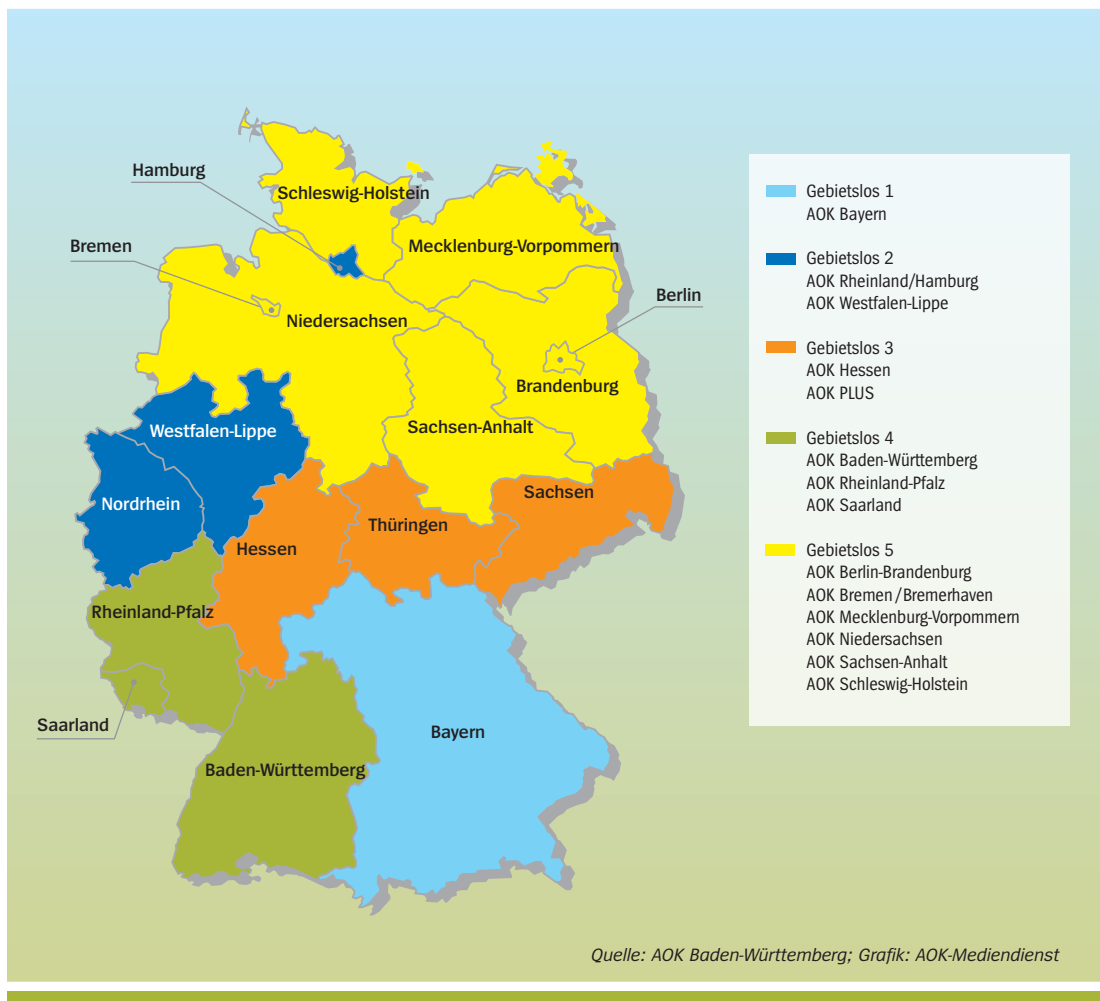 Hamburg
Schleswig-Holstein
Bremen
Mecklenburg-Vorpommern
Berlin
Niedersachsen
Brandenburg
Westfalen-Lippe
Sachsen-Anhalt
Nordrhein
Sachsen
Thüringen
Hessen
Rheinland-Pfalz
Saarland
Bayern
Baden-Württemberg
Gebietslos 1
AOK Bayern
Gebietslos 2
AOK Rheinland/Hamburg
AOK Westfalen-Lippe
Gebietslos 3
AOK Hessen
AOK PLUS
Gebietslos 4
AOK Baden-Württemberg
AOK Rheinland-Pfalz
AOK Saarland
Gebietslos 5
AOK Berlin-Brandenburg
AOK Bremen/Bremerhaven
AOK Mecklenburg-Vorpommern
AOK Niedersachsen
AOK Sachsen-Anhalt
AOK Schleswig-Holstein
Quelle: AOK Baden-Württemberg; Grafik: AOK-Mediendienst